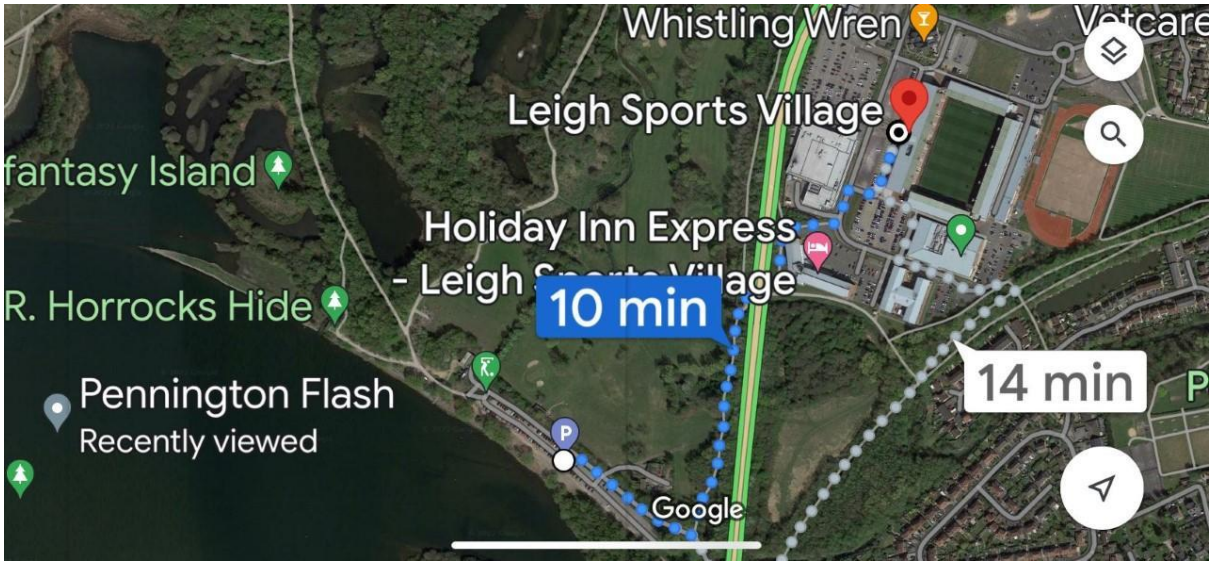 Whistling Wren
Vetcare
Leigh Sports Village
fantasy Island
Holiday Inn Express
- Leigh Sports Village
10 min
R. Horrocks Hide
14 min
Pennington Flash
Recently viewed
P
P
Google